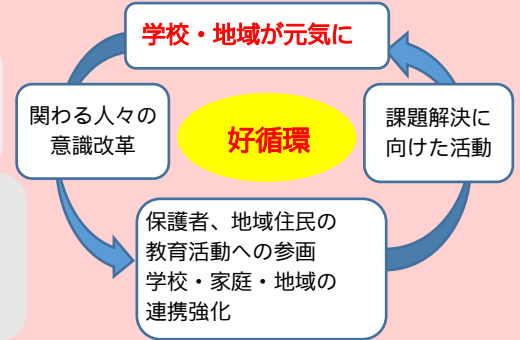 学校・地域が元気に
関わる人々の
意識改革
好循環
課題解決に
向けた活動
保護者、地域住民の
教育活動への参画
学校・家庭・地域の
連携強化